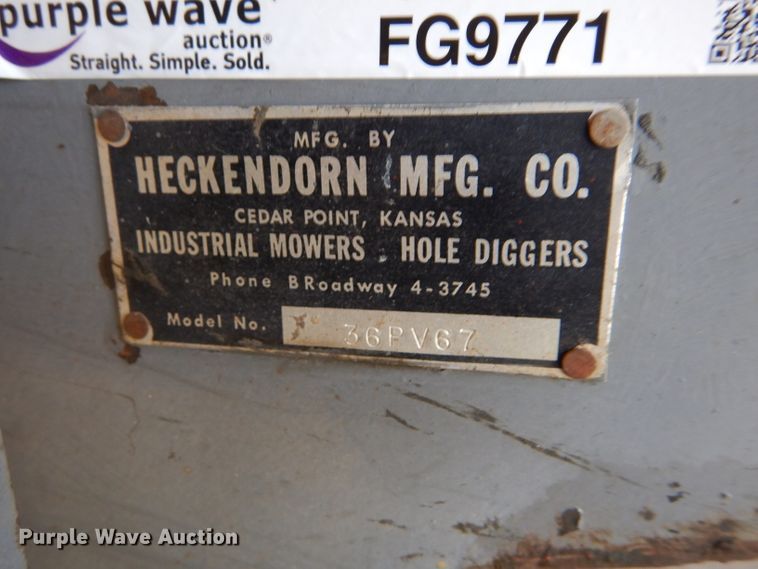 purple wave
auction®
Straight. Simple. Sold.
FG9771
MFG. BY
HECKENDORN MFG. CO.
CEDAR POINT, KANSAS
INDUSTRIAL MOWERS . HOLE DIGGERS
Phone BRoadway 4-3745
Model No. 36PV67
Purple Wave Auction